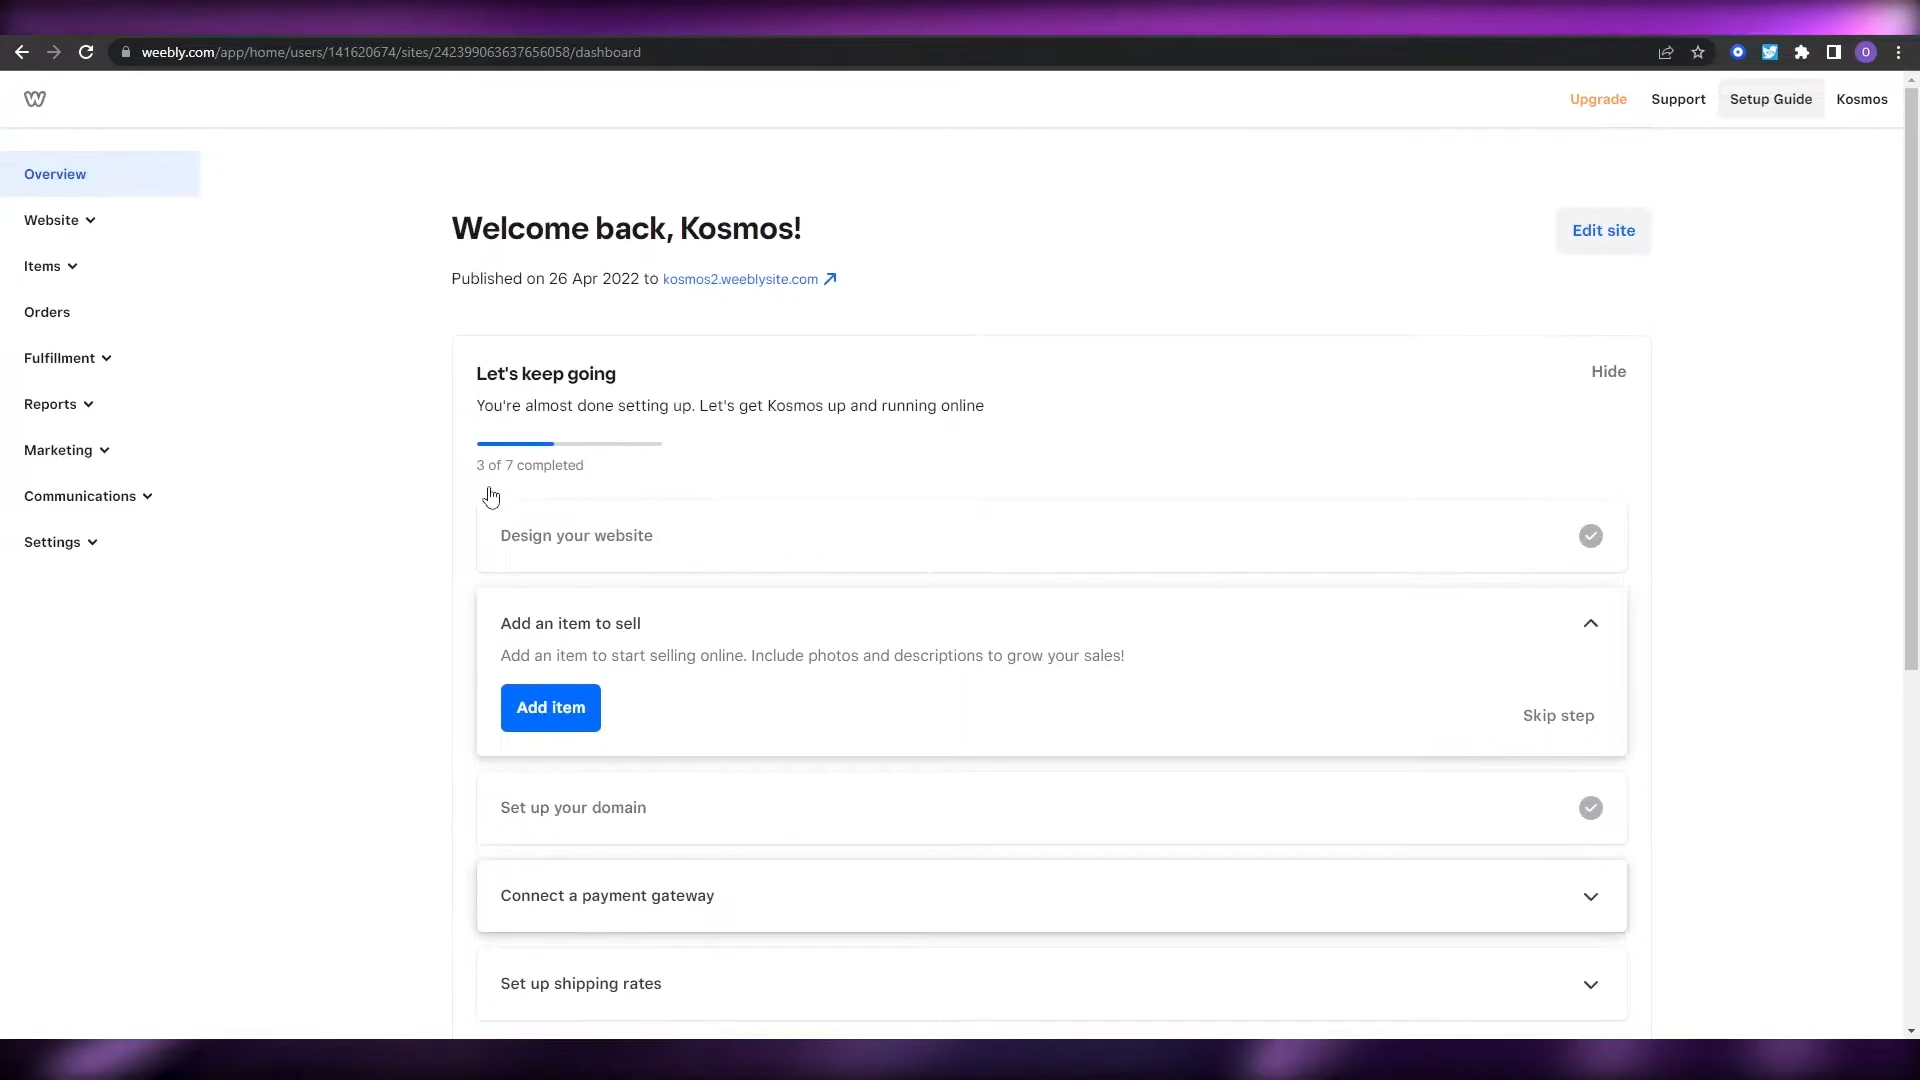 weebly.com/app/home/users/141620674/sites/242399063637656058/dashboard
O
W
Upgrade
Support
Setup Guide
Kosmos
Overview
Website
Items
Orders
Fulfillment
Reports
Marketing
Communications
Settings
Welcome back, Kosmos!
Edit site
Published on 26 Apr 2022 to kosmos2.weeblysite.com
Let's keep going
Hide
You're almost done setting up. Let's get Kosmos up and running online
3 of 7 completed
Design your website
Add an item to sell
Add an item to start selling online. Include photos and descriptions to grow your sales!
Add item
Skip step
Set up your domain
Connect a payment gateway
Set up shipping rates